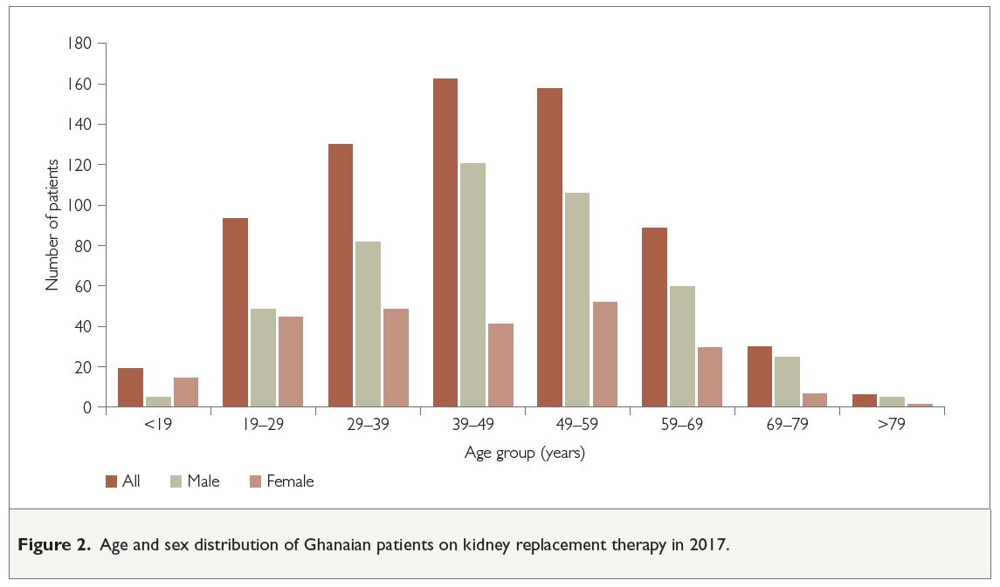 180
160
140
120
100
80
60
40
20
0
Number of patients
<19 19–29 29–39 39–49 49–59 59–69 69–79 >79
Age group (years)
All Male Female
Figure 2. Age and sex distribution of Ghanaian patients on kidney replacement therapy in 2017.